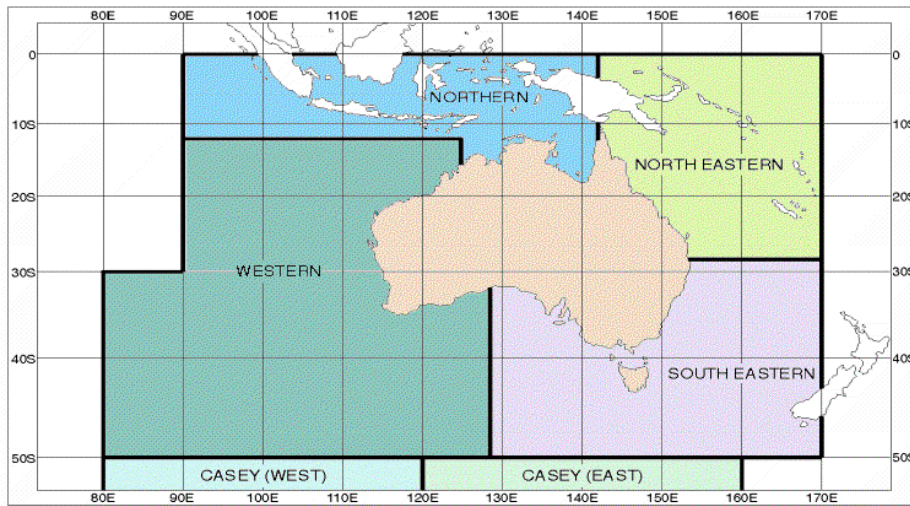 80E 90E 100E 110E 120E 130E 140E 150E 160E 170E
0 0
NORTHERN
10S 10S
NORTH EASTERN
20S 20S
WESTERN
30S 30S
40S 40S
SOUTH EASTERN
50S 50S
CASEY (WEST) CASEY (EAST)
80E 90E 100E 110E 120E 130E 140E 150E 160E 170E